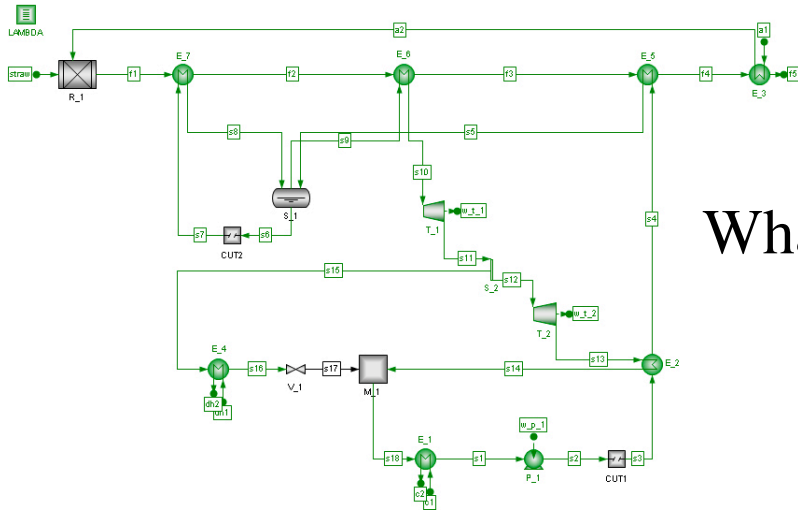 LAMBDA
a2
a1
E_7
E_6
E_5
straw
f1
f2
f3
f4
f5
R_1
E_3
s8
s9
s5
s10
S_1
s4
T_1
w_t_1
s7
s6
CUT2
Wha
s11
s15
s12
S_2
T_2
w_t_2
E_4
s13
s16
s17
s14
E_2
V_1
M_1
dh2
dh1
w_p_1
E_1
s18
s1
s2
s3
P_1
CUT1
c2
c1